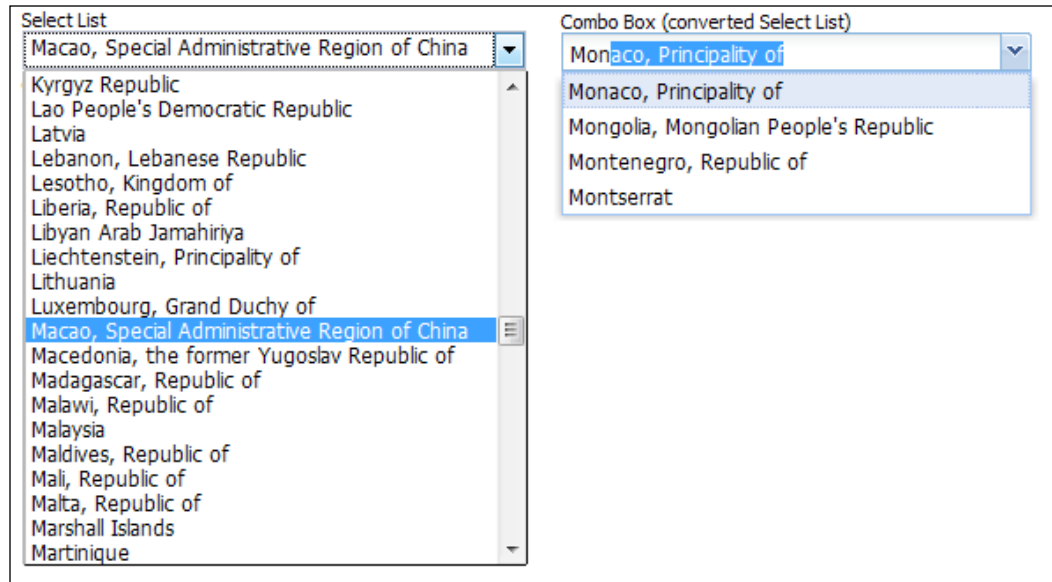 Select List
Macao, Special Administrative Region of China
Kyrgyz Republic
Lao People's Democratic Republic
Latvia
Lebanon, Lebanese Republic
Lesotho, Kingdom of
Liberia, Republic of
Libyan Arab Jamahiriya
Liechtenstein, Principality of
Lithuania
Luxembourg, Grand Duchy of
Macao, Special Administrative Region of China
Macedonia, the former Yugoslav Republic of
Madagascar, Republic of
Malawi, Republic of
Malaysia
Maldives, Republic of
Mali, Republic of
Malta, Republic of
Marshall Islands
Martinique
Combo Box (converted Select List)
Monaco, Principality of
Monaco, Principality of
Mongolia, Mongolian People's Republic
Montenegro, Republic of
Montserrat